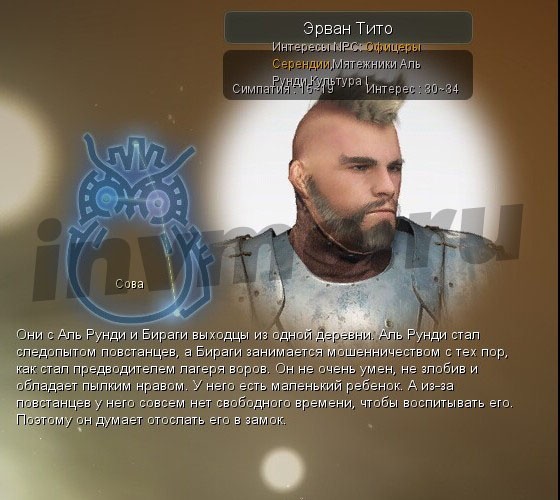 Эрван Тито
Интересы NPC: Офицеры
Серендии,Мятежники Аль
Рунди,Культура I
Симпатия : 15~19 Интерес : 30~34
Сова
Они с Аль Рунди и Бираги выходцы из одной деревни. Аль Рунди стал
следопытом повстанцев, а Бираги занимается мошенничеством с тех пор,
как стал предводителем лагеря воров. Он не очень умен, не злобив и
обладает пылким нравом. У него есть маленький ребенок. А из-за
повстанцев у него совсем нет свободного времени, чтобы воспитывать его.
Поэтому он думает отослать его в замок.